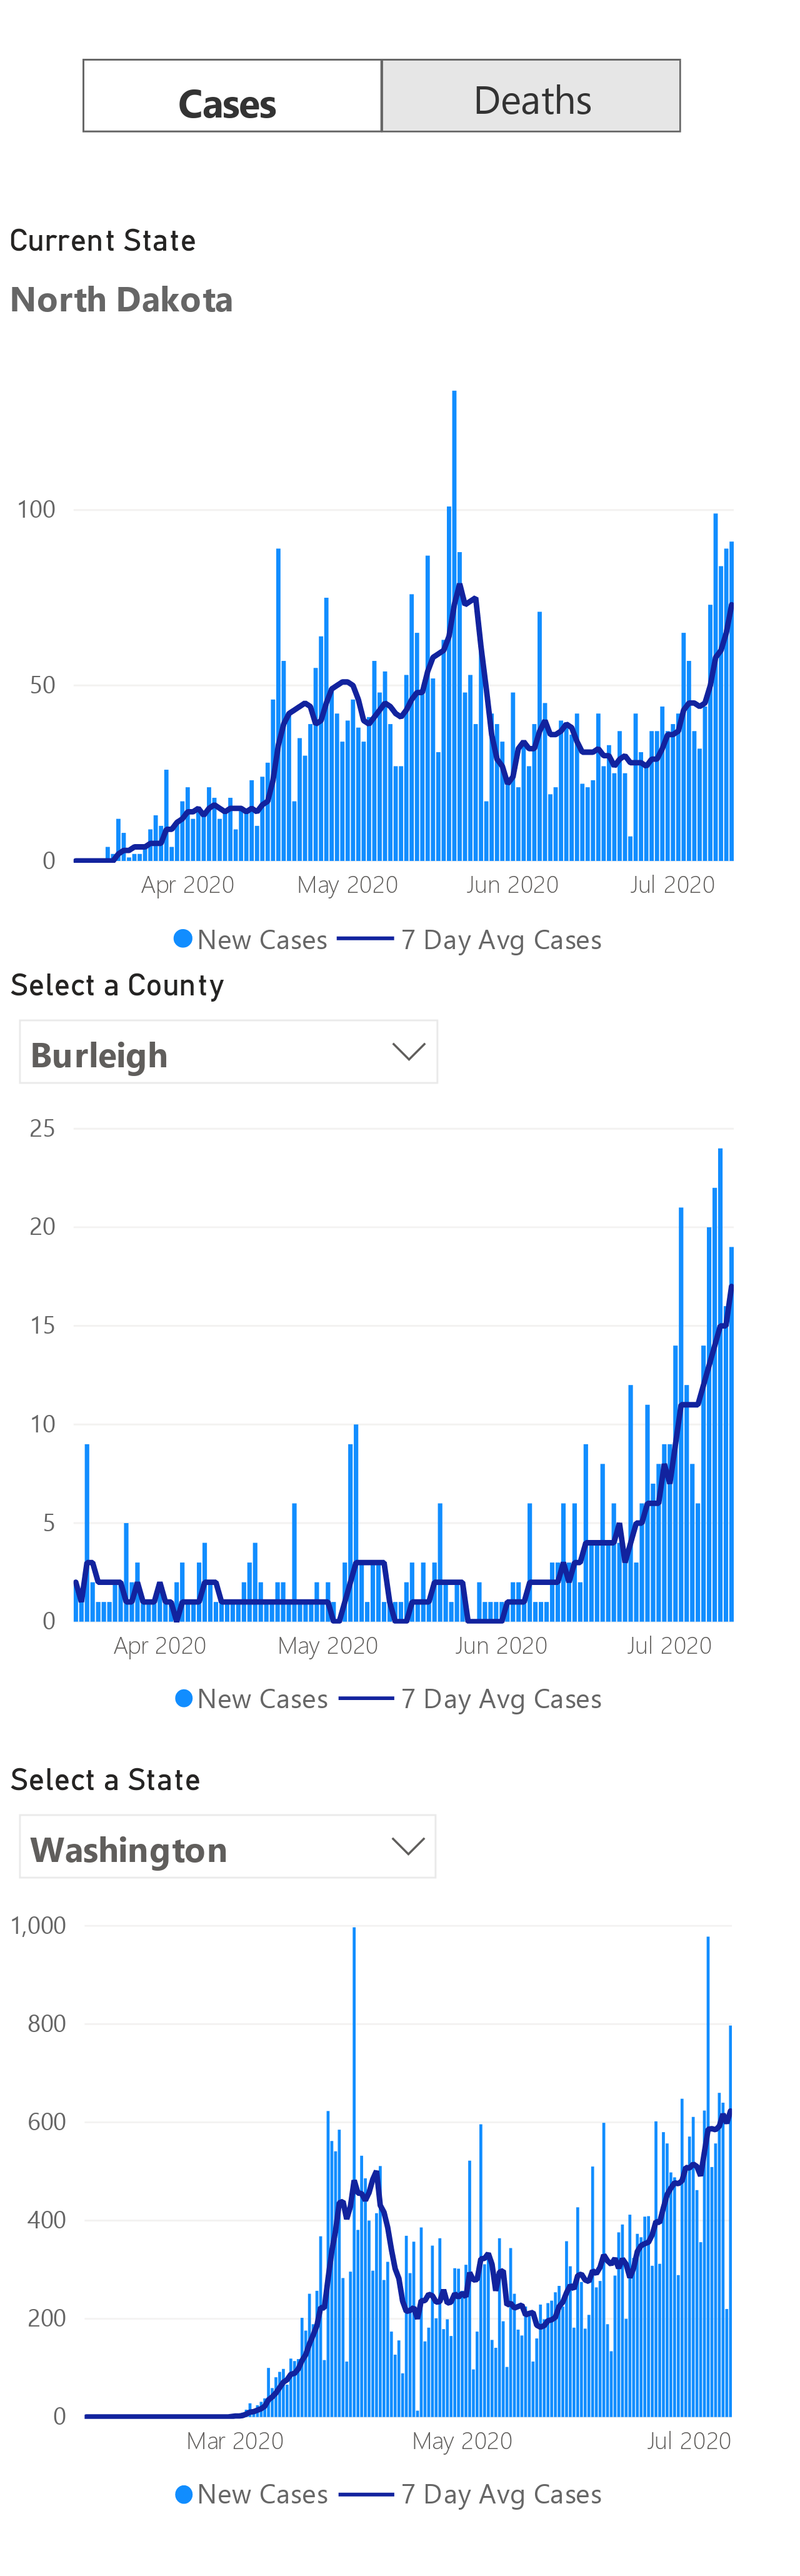 Cases Deaths
Current State
North Dakota
100
50
0
Apr 2020 May 2020 Jun 2020 Jul 2020
New Cases 7 Day Avg Cases
Select a County
Burleigh
25
20
15
10
5
0
Apr 2020 May 2020 Jun 2020 Jul 2020
New Cases 7 Day Avg Cases
Select a State
Washington
1,000
800
600
400
200
0
Mar 2020 May 2020 Jul 2020
New Cases 7 Day Avg Cases